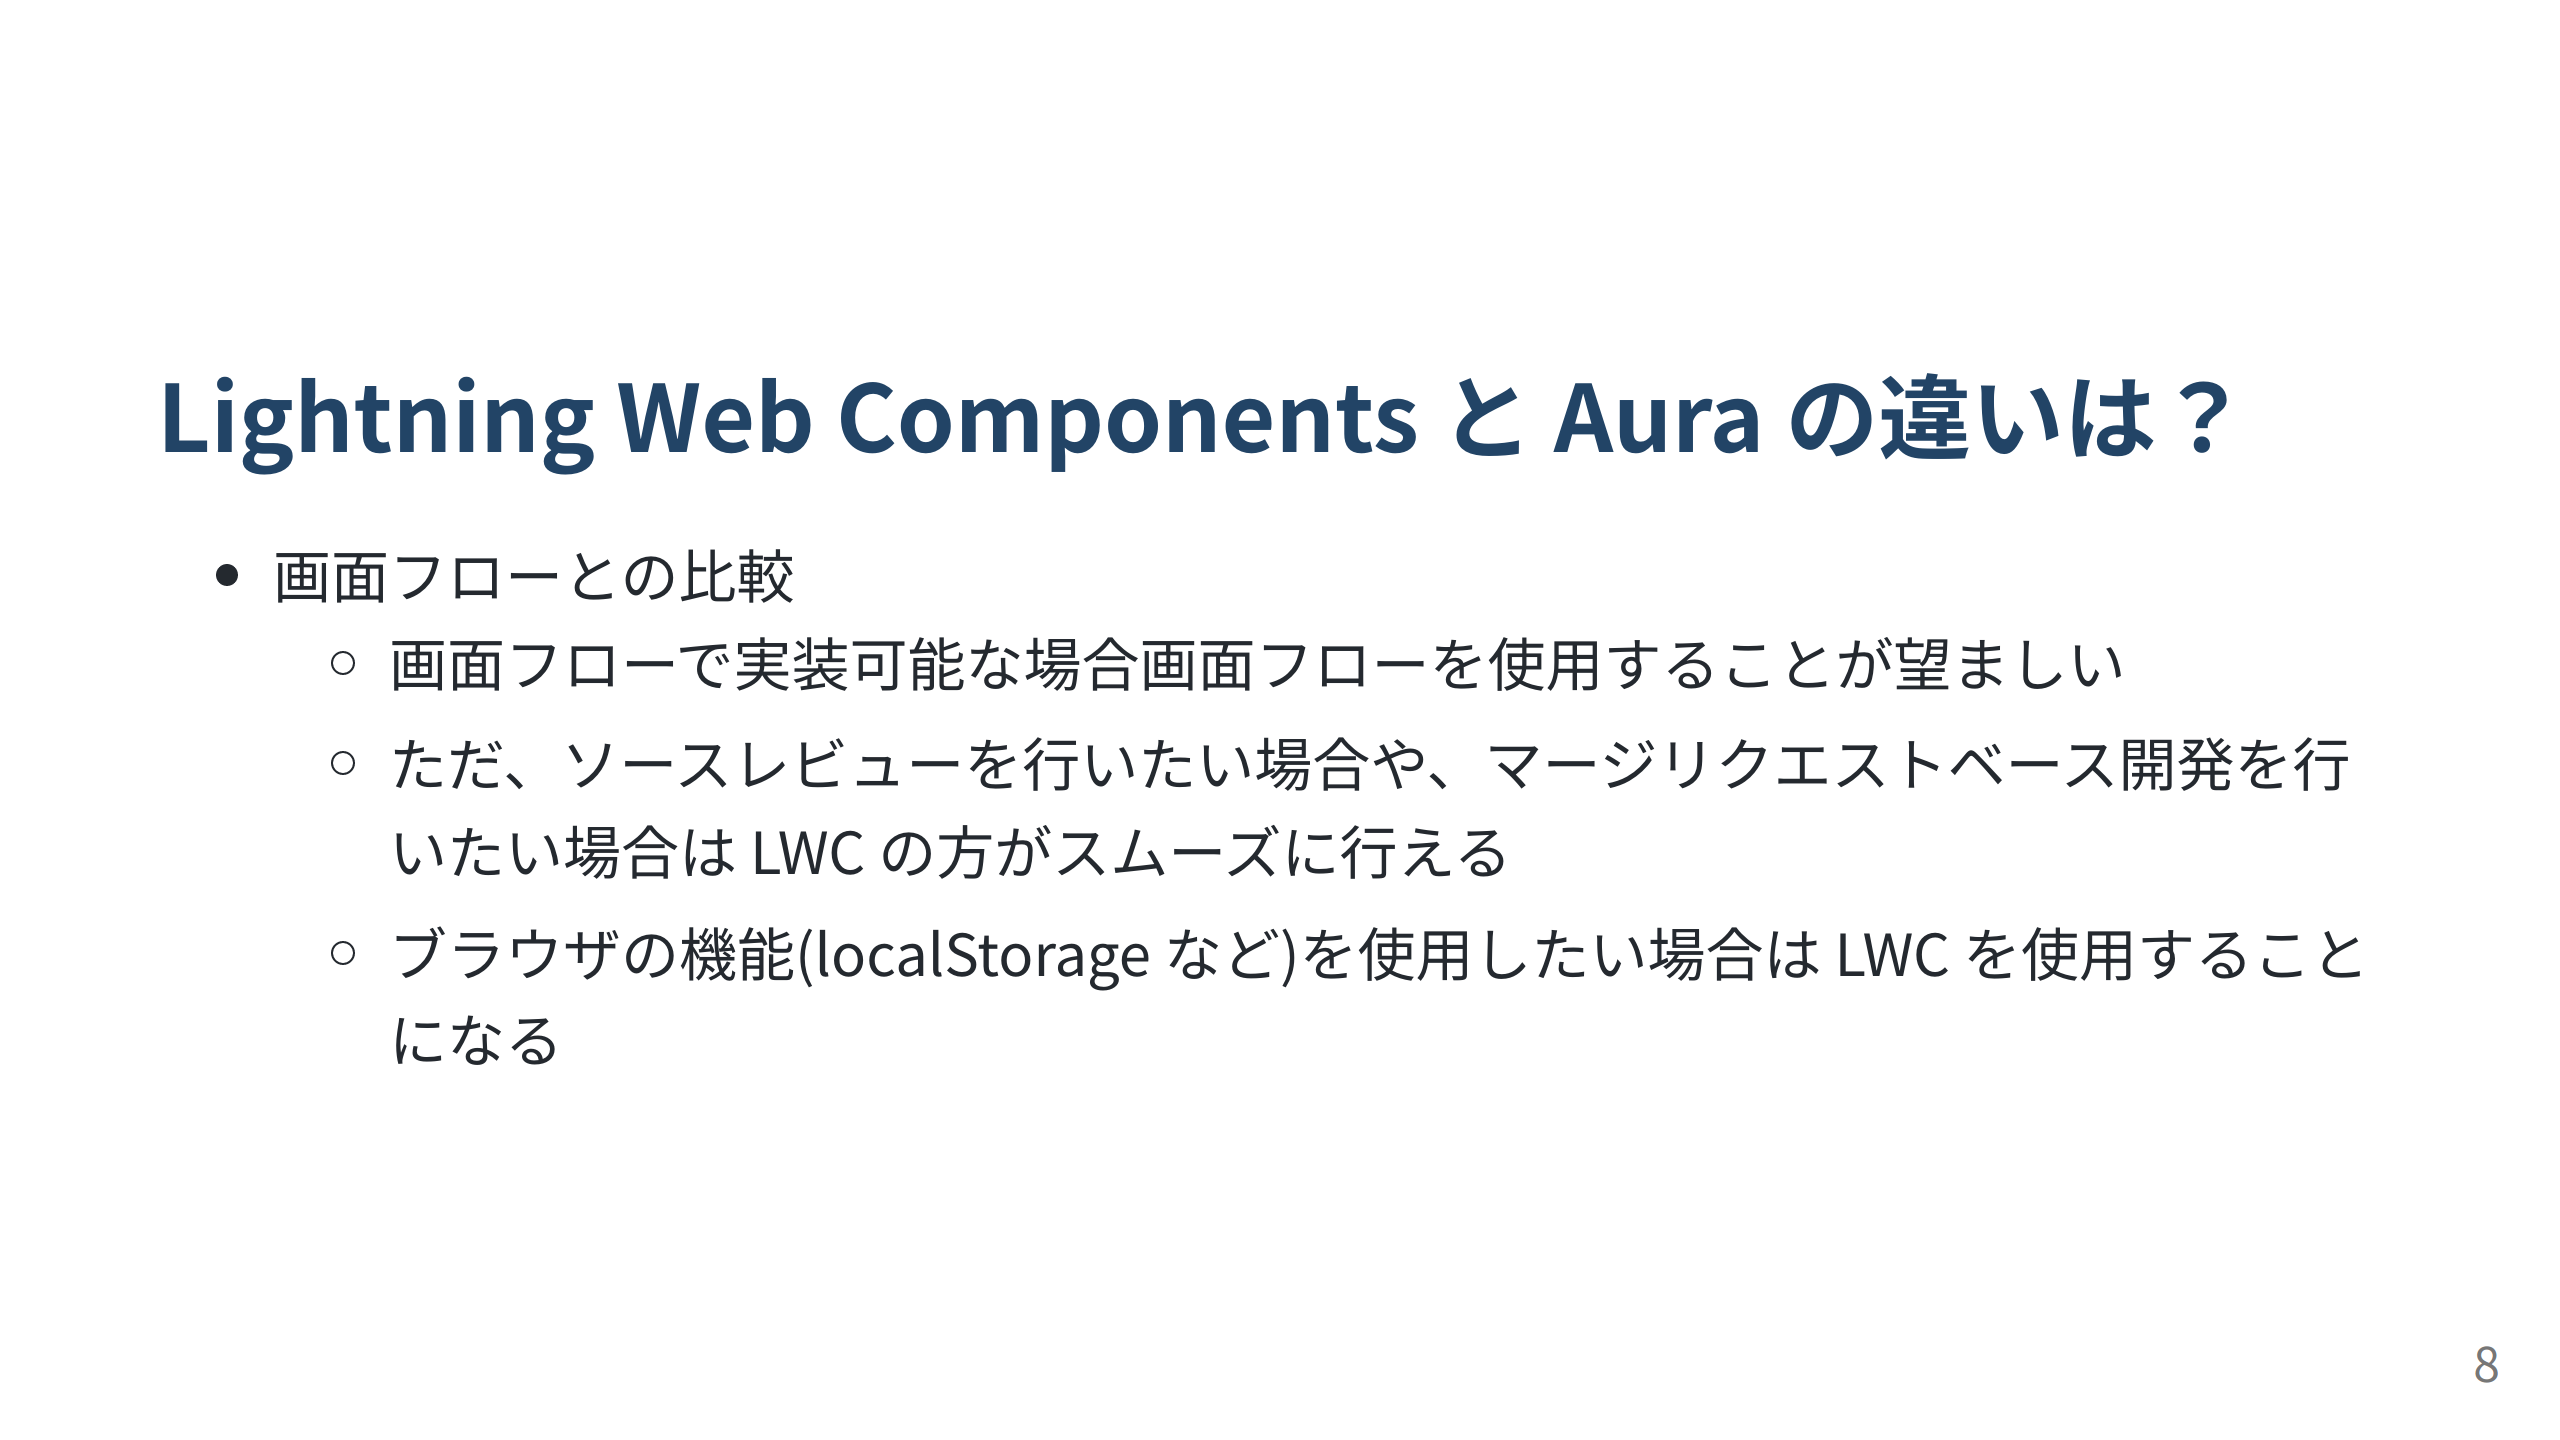 Lightning Web Components と Aura の違いは？
• 画面フローとの比較
○ 画面フローで実装可能な場合画面フローを使用することが望ましい
○ ただ、ソースレビューを行いたい場合や、マージリクエストベース開発を行
いたい場合は LWC の方がスムーズに行える
○ ブラウザの機能(localStorage など)を使用したい場合は LWC を使用すること
になる
8